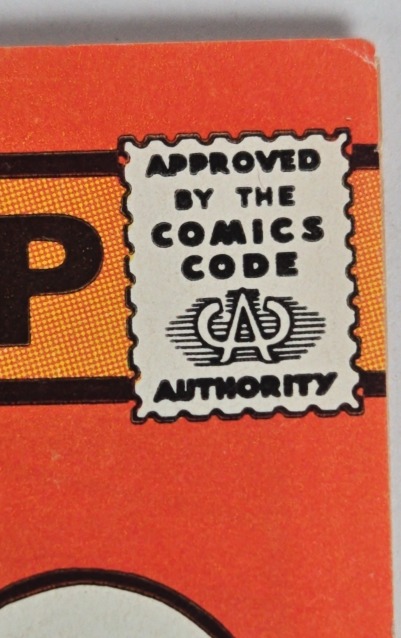 P
APPROVED
BY THE
COMICS
CODE
CA
AUTHORITY